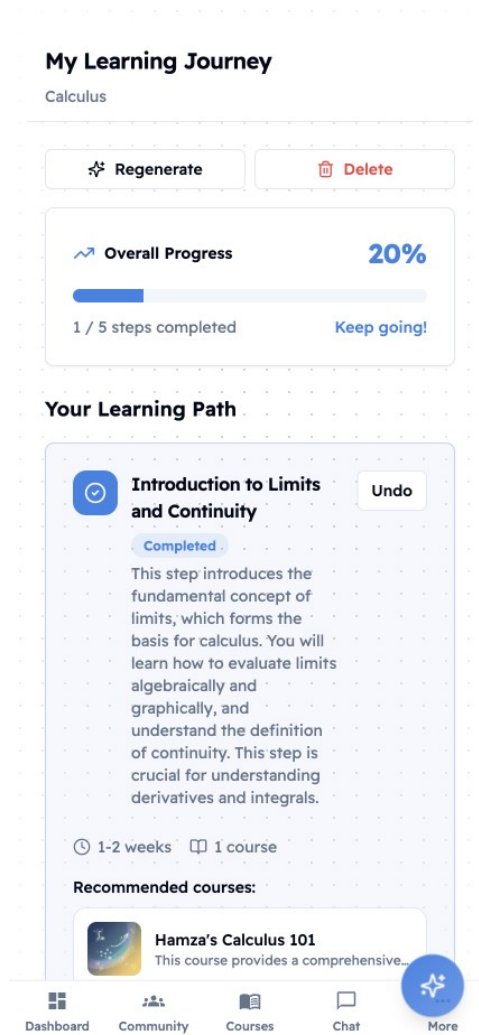 My Learning Journey
Calculus
Regenerate
Delete
Overall Progress
20%
1 / 5 steps completed
Keep going!
Your Learning Path
Introduction to Limits
and Continuity
Undo
Completed
This step introduces the
fundamental concept of
limits, which forms the
basis for calculus. You will
learn how to evaluate limits
algebraically and
graphically, and
understand the definition
of continuity. This step is
crucial for understanding
derivatives and integrals.
1-2 weeks
1 course
Recommended courses:
Hamza's Calculus 101
This course provides a comprehensive...
Dashboard
Community
Courses
Chat
More